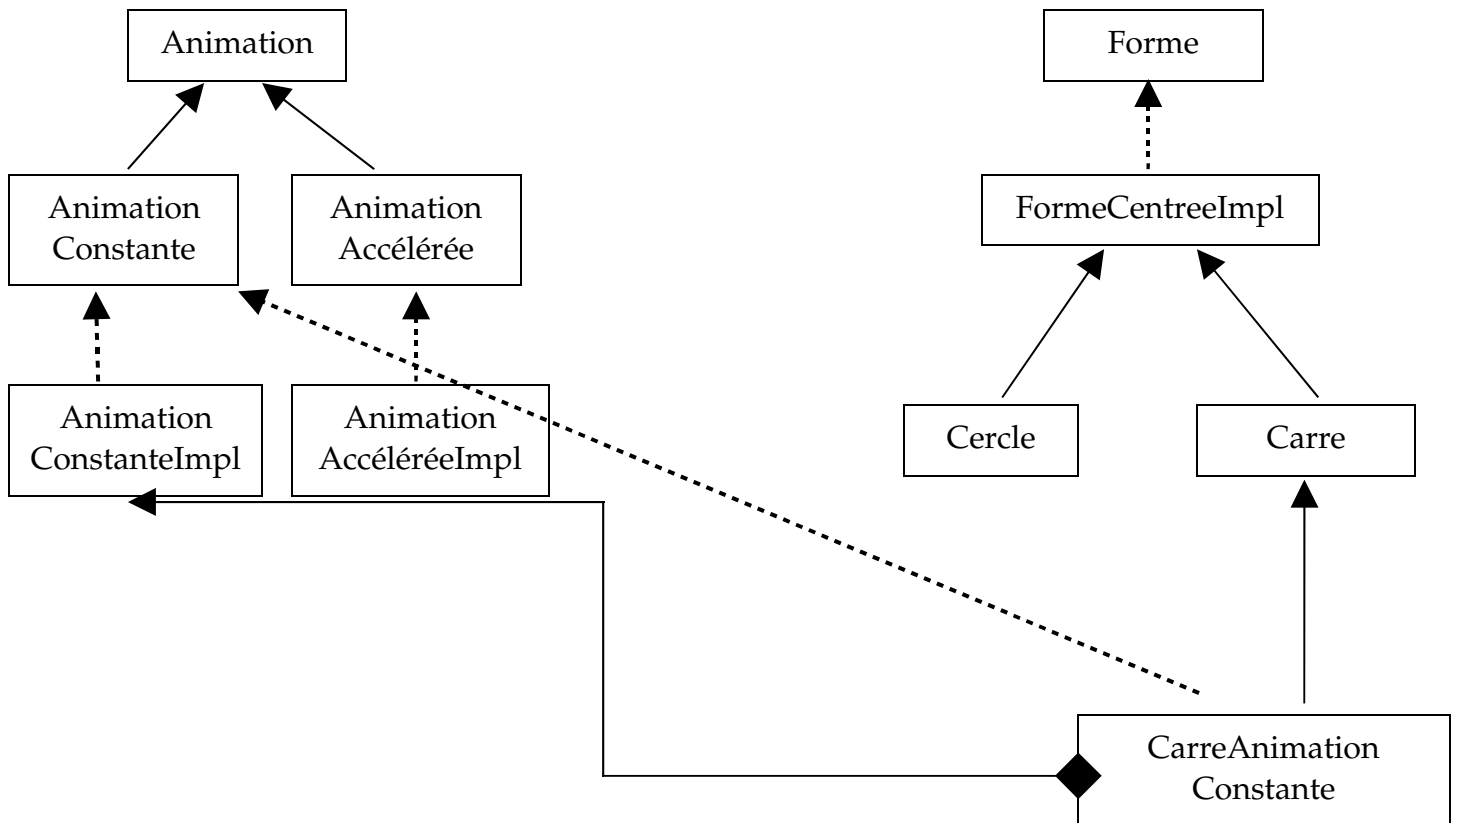 Animation
Forme
Animation
Constante
Animation
Accélérée
FormeCentreeImpl
Animation
ConstanteImpl
Animation
AccéléréeImpl
Cercle
Carre
CarreAnimation
Constante